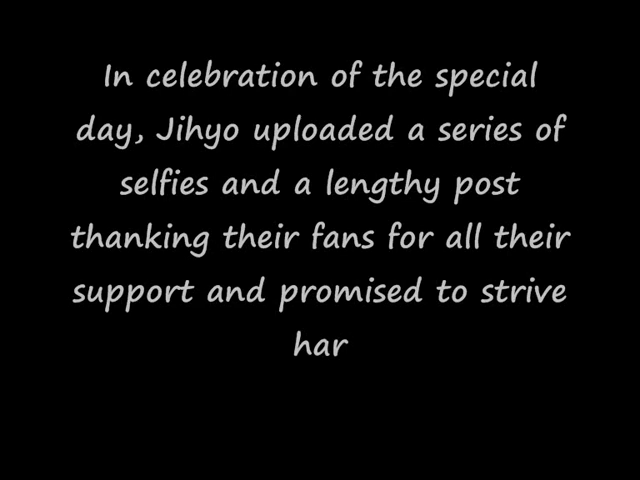 In celebration of the special
day, Jihyo uploaded a series of
selfies and a lengthy post
thanking their fans for all their
support and promised to strive
har